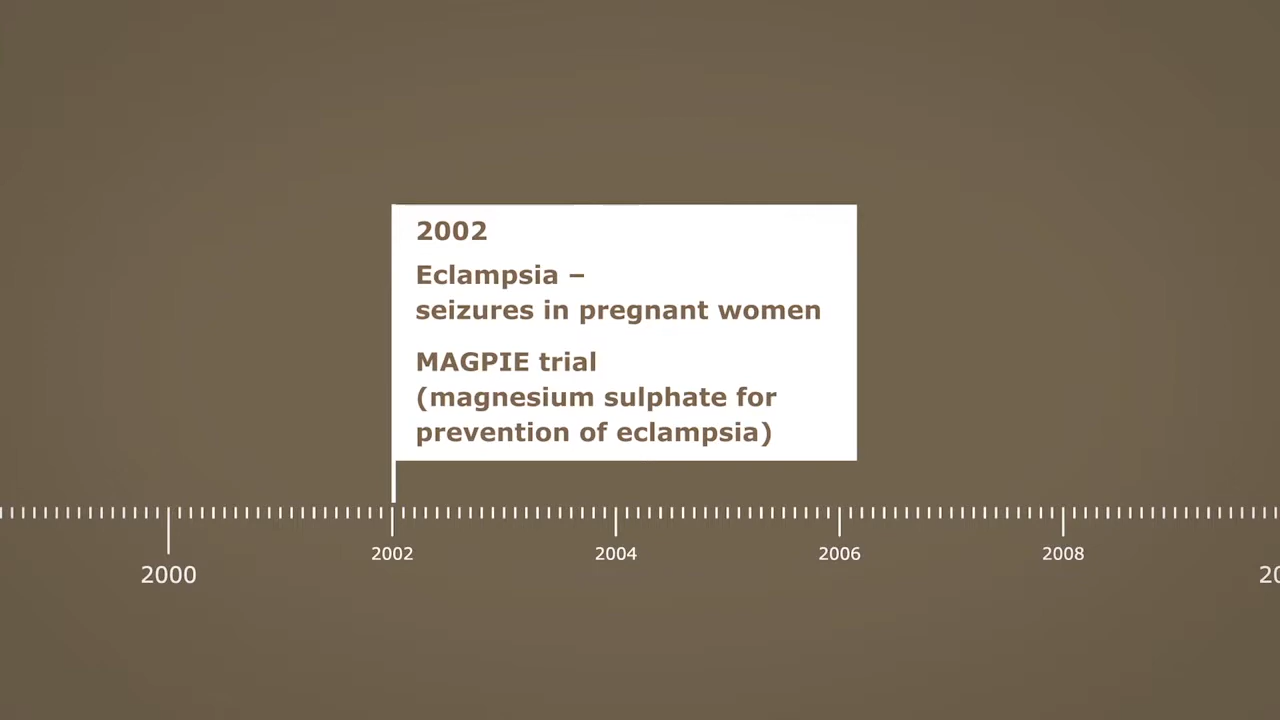 2002
Eclampsia –
seizures in pregnant women
MAGPIE trial
(magnesium sulphate for
prevention of eclampsia)
2002 2004 2006 2008
2000 20